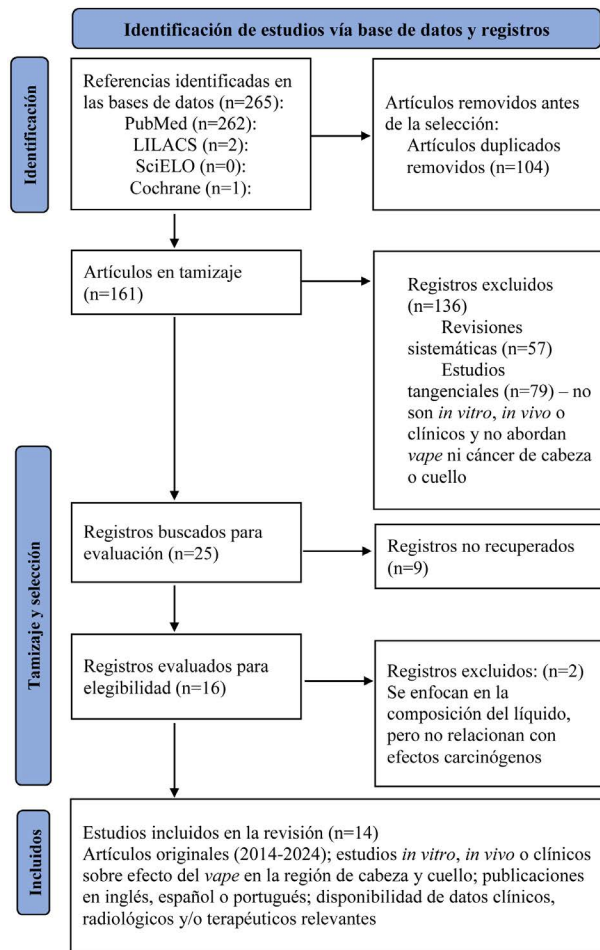 Identificación de estudios vía base de datos y registros
Identificación
Referencias identificadas en
las bases de datos (n=265):
PubMed (n=262):
LILACS (n=2):
SciELO (n=0):
Cochrane (n=1):
Artículos removidos antes
de la selección:
Artículos duplicados
removidos (n=104)
Artículos en tamizaje
(n=161)
Registros excluidos
(n=136)
Revisiones
sistemáticas (n=57)
Estudios
tangenciales (n=79) – no
son in vitro, in vivo o
clínicos y no abordan
vape ni cáncer de cabeza
o cuello
Tamizaje y selección
Registros buscados para
evaluación (n=25)
Registros no recuperados
(n=9)
Registros evaluados para
elegibilidad (n=16)
Registros excluidos: (n=2)
Se enfocan en la
composición del líquido,
pero no relacionan con
efectos carcinógenos
Incluidos
Estudios incluidos en la revisión (n=14)
Artículos originales (2014-2024); estudios in vitro, in vivo o clínicos
sobre efecto del vape en la región de cabeza y cuello; publicaciones
en inglés, español o portugués; disponibilidad de datos clínicos,
radiológicos y/o terapéuticos relevantes